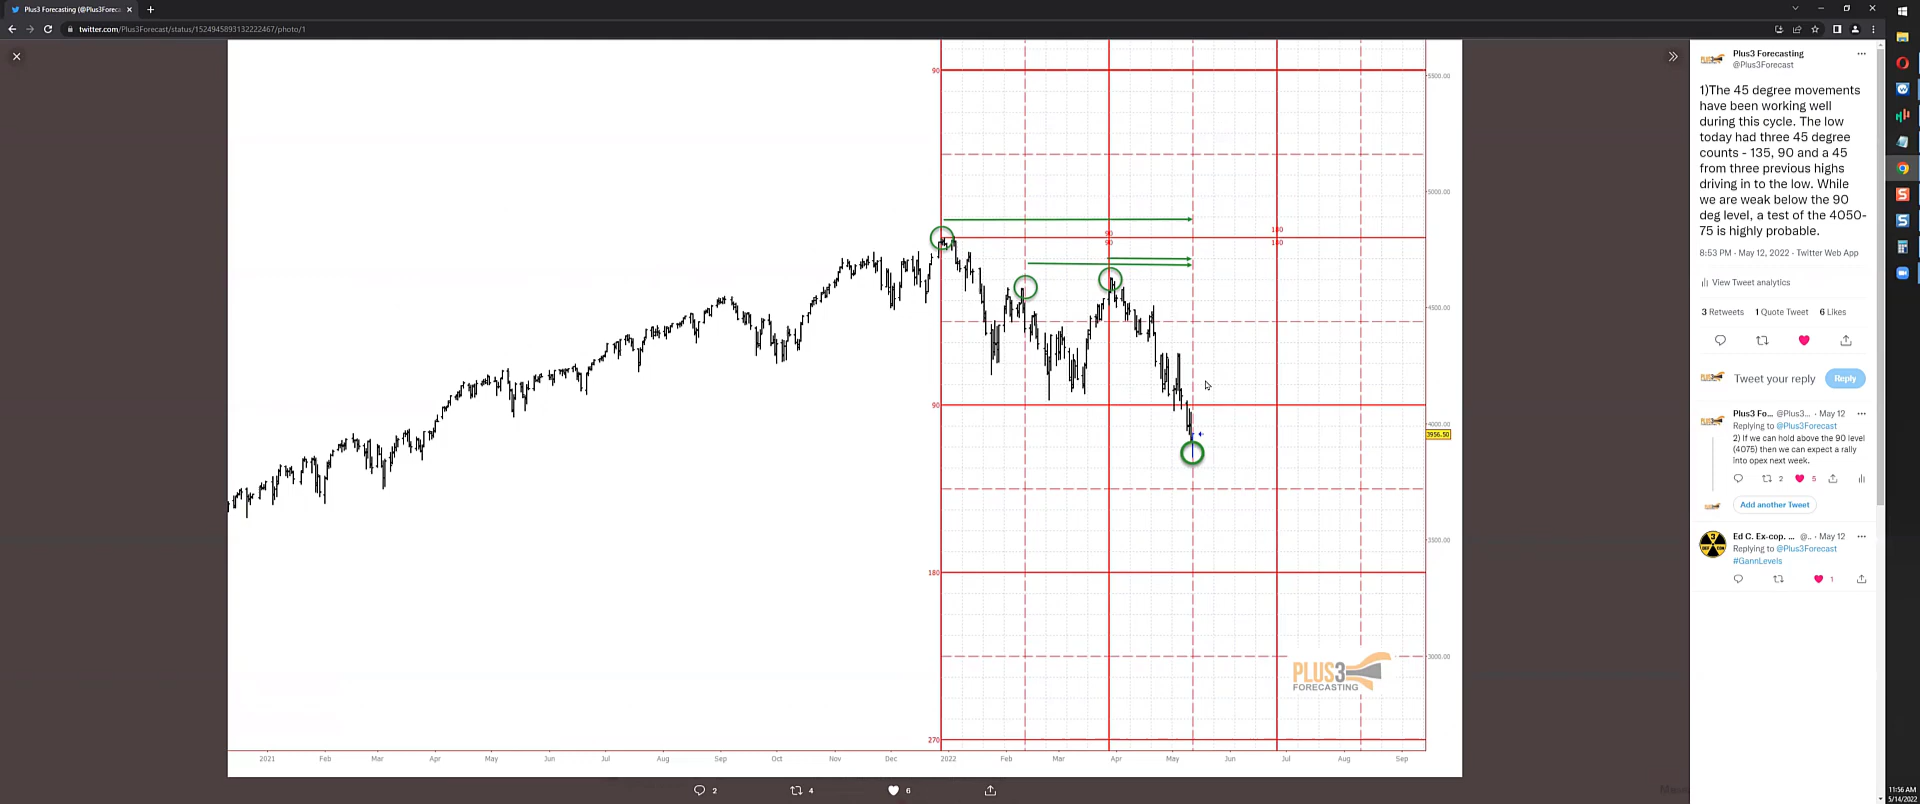 Plus3 Forecasting (@Plus3Foreca
twitter.com/Plus3Forecast/status/1524945893132222467/photo/1
90
5500.00
5000.00
180
90
90
180
4500.00
90
4000.00
3956.50
3500.00
180
3000.00
PLUS3
FORECASTING
270
2021 Feb Mar Apr May Jun Jul Aug Sep Oct Nov Dec 2022 Feb Mar Apr May Jun Jul Aug Sep
2 4 6
Plus3 Forecasting
@Plus3Forecast
1)The 45 degree movements
have been working well
during this cycle. The low
today had three 45 degree
counts - 135, 90 and a 45
from three previous highs
driving in to the low. While
we are weak below the 90
deg level, a test of the 4050-
75 is highly probable.
8:53 PM · May 12, 2022 · Twitter Web App
View Tweet analytics
3 Retweets 1 Quote Tweet 6 Likes
Tweet your reply
Reply
Plus3 Fo... @Plus3... · May 12
Replying to @Plus3Forecast
2) If we can hold above the 90 level
(4075) then we can expect a rally
into opex next week.
2 5
Add another Tweet
Ed C. Ex-cop. ... @.. · May 12
Replying to @Plus3Forecast
#GannLevels
1
11:56 AM
5/14/2022